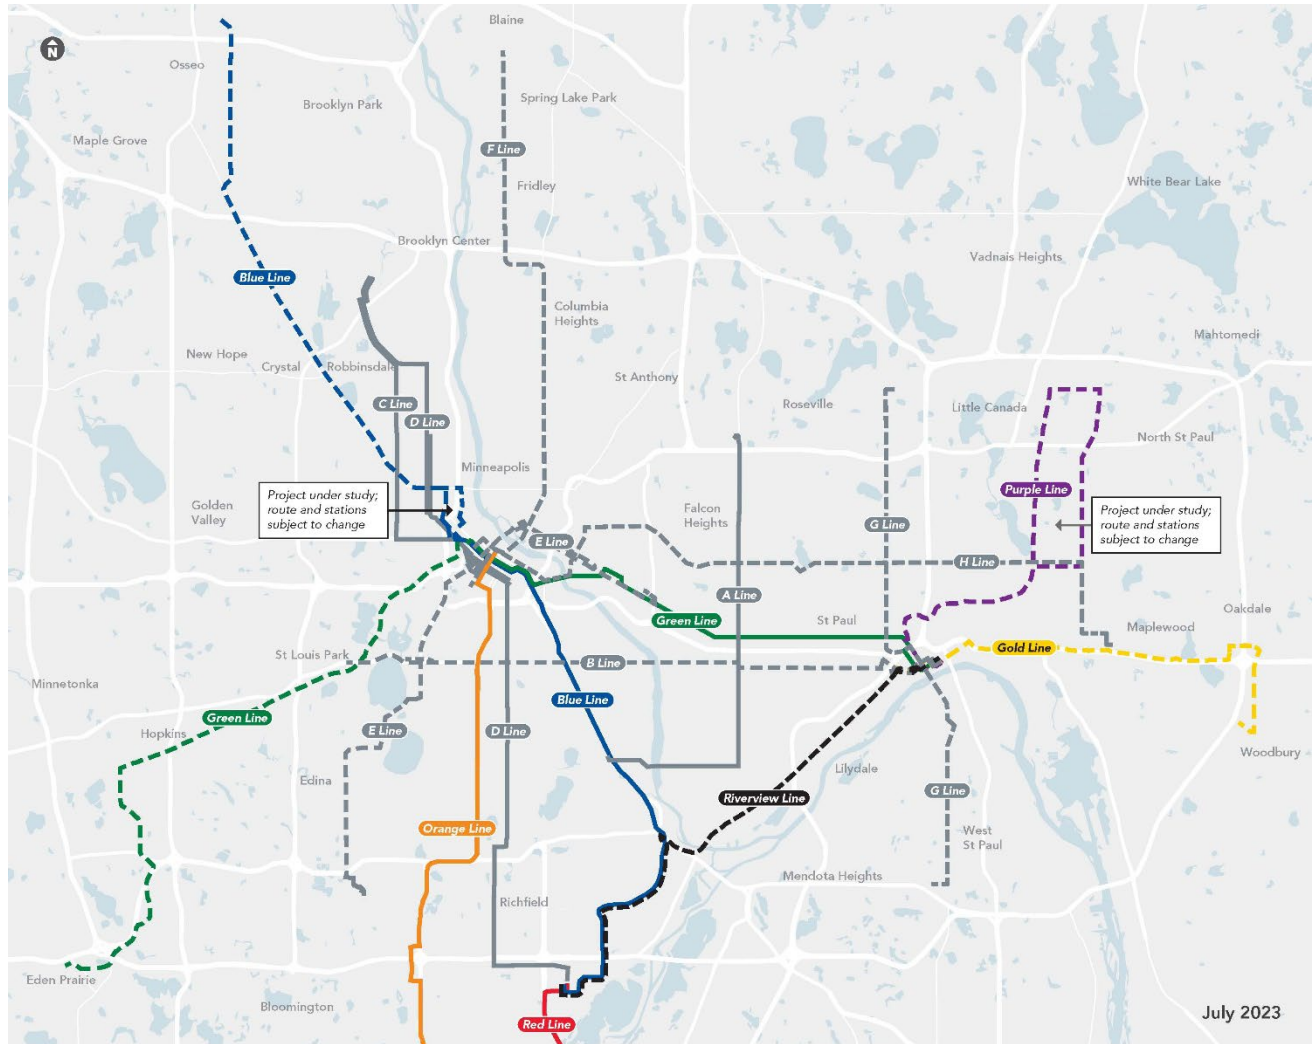 Blaine
N
Osseo
Spring Lake Park
Brooklyn Park
Maple Grove
F Line
Fridley
White Bear Lake
Brooklyn Center
Vadnais Heights
Blue Line
Columbia
Heights
Mahtomedi
New Hope
Crystal
Robbinsdale
St Anthony
C Line
Roseville
Little Canada
D Line
North St Paul
Minneapolis
Purple Line
Project under study;
route and stations
subject to change
Golden
Valley
Falcon
Heights
G Line
Project under study;
route and stations
subject to change
E Line
H Line
A Line
Oakdale
Green Line
St Paul
Maplewood
Gold Line
St Louis Park
B Line
Minnetonka
Blue Line
Green Line
Hopkins
E Line
D Line
Woodbury
Edina
Lilydale
G Line
Riverview Line
Orange Line
West
St Paul
Mendota Heights
Richfield
Eden Prairie
Bloomington
July 2023
Red Line